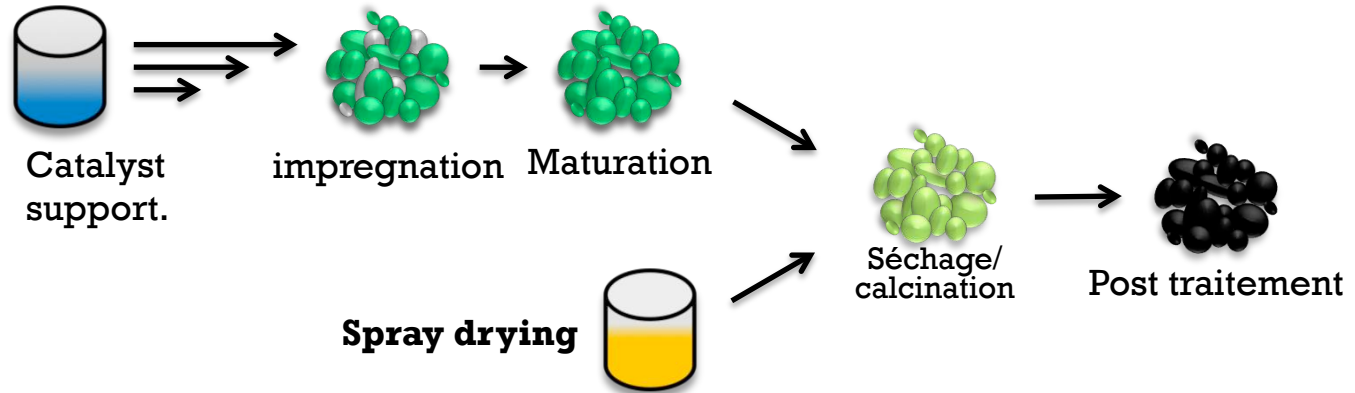 Catalyst
support.
impregnation
Maturation
Séchage/
calcination
Post traitement
Spray drying